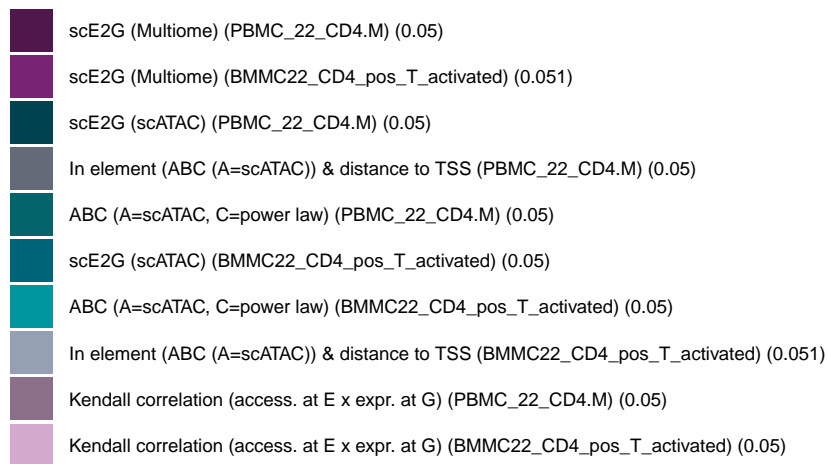 scE2G (Multiome) (PBMC_22_CD4.M) (0.05)
scE2G (Multiome) (BMMC22_CD4_pos_T_activated) (0.051)
scE2G (scATAC) (PBMC_22_CD4.M) (0.05)
In element (ABC (A=scATAC)) & distance to TSS (PBMC_22_CD4.M) (0.05)
ABC (A=scATAC, C=power law) (PBMC_22_CD4.M) (0.05)
scE2G (scATAC) (BMMC22_CD4_pos_T_activated) (0.05)
ABC (A=scATAC, C=power law) (BMMC22_CD4_pos_T_activated) (0.05)
In element (ABC (A=scATAC)) & distance to TSS (BMMC22_CD4_pos_T_activated) (0.051)
Kendall correlation (access. at E x expr. at G) (PBMC_22_CD4.M) (0.05)
Kendall correlation (access. at E x expr. at G) (BMMC22_CD4_pos_T_activated) (0.05)